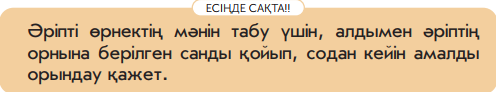 ЕСІҢДЕ САҚТА!!
Әріпті өрнектің мәнін табу үшін, алдымен әріптің
орнына берілген санды қойып, содан кейін амалды
орындау қажет.